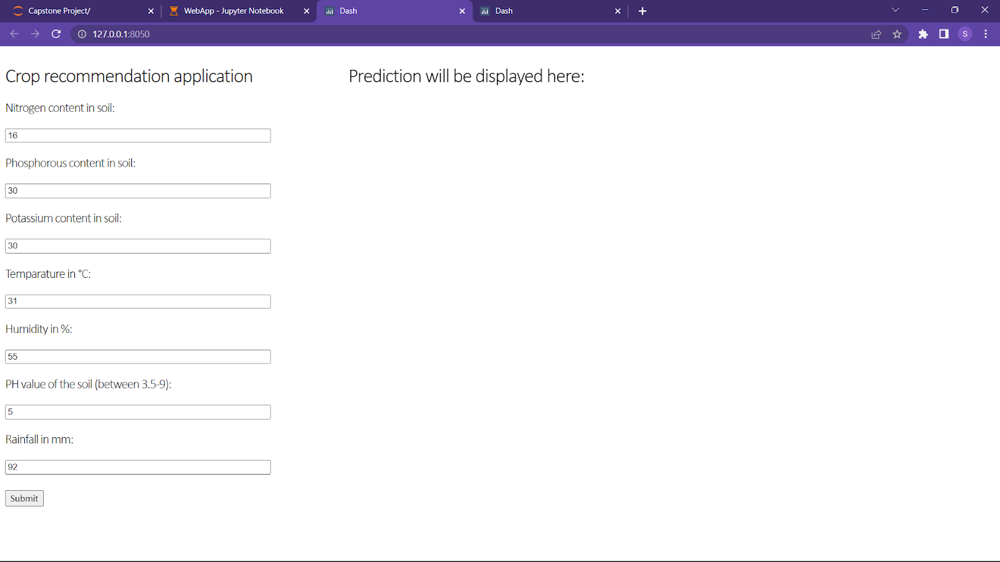 Capstone Project/
WebApp - Jupyter Notebook
Dash
Dash
127.0.0.1:8050
S
Crop recommendation application
Prediction will be displayed here:
Nitrogen content in soil:
16
Phosphorous content in soil:
30
Potassium content in soil:
30
Temparature in °C:
31
Humidity in %:
55
PH value of the soil (between 3.5-9):
5
Rainfall in mm:
92
Submit